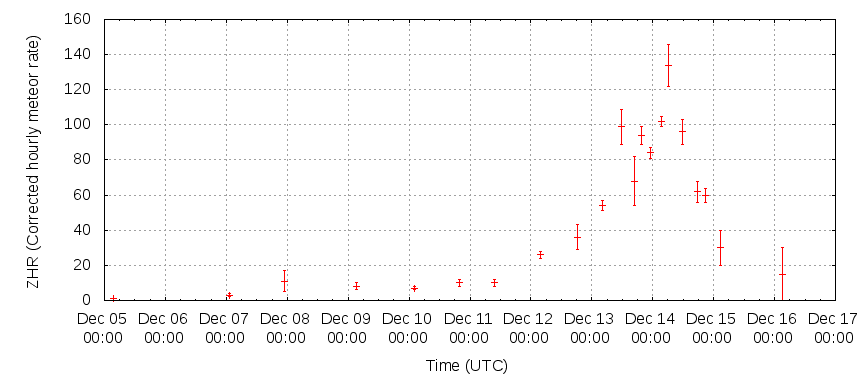 160
140
120
100
80
60
40
20
0
ZHR (Corrected hourly meteor rate)
Dec 05 Dec 06 Dec 07 Dec 08 Dec 09 Dec 10 Dec 11 Dec 12 Dec 13 Dec 14 Dec 15 Dec 16 Dec 17
00:00 00:00 00:00 00:00 00:00 00:00 00:00 00:00 00:00 00:00 00:00 00:00 00:00
Time (UTC)